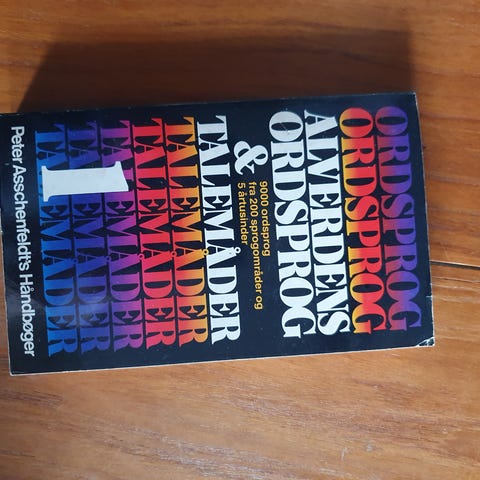 ORDSPROG
ORDSPROG
ALVERDENS
ORDSPROG
9000 ordsprog
fra 200 sprogområder og
5 årtusinder
&
TALEMÅDER
TALEMÅDER
TALEMÅDER
TALEMÅDER
TALEMÅDER
TALEMÅDER
1
Peter Asschenfeldt's Håndbøger